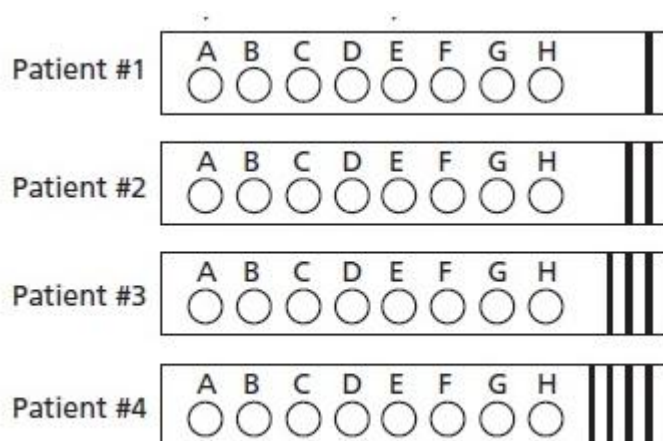 A B C D E F G H
Patient #1
A B C D E F G H
Patient #2
A B C D E F G H
Patient #3
A B C D E F G H
Patient #4